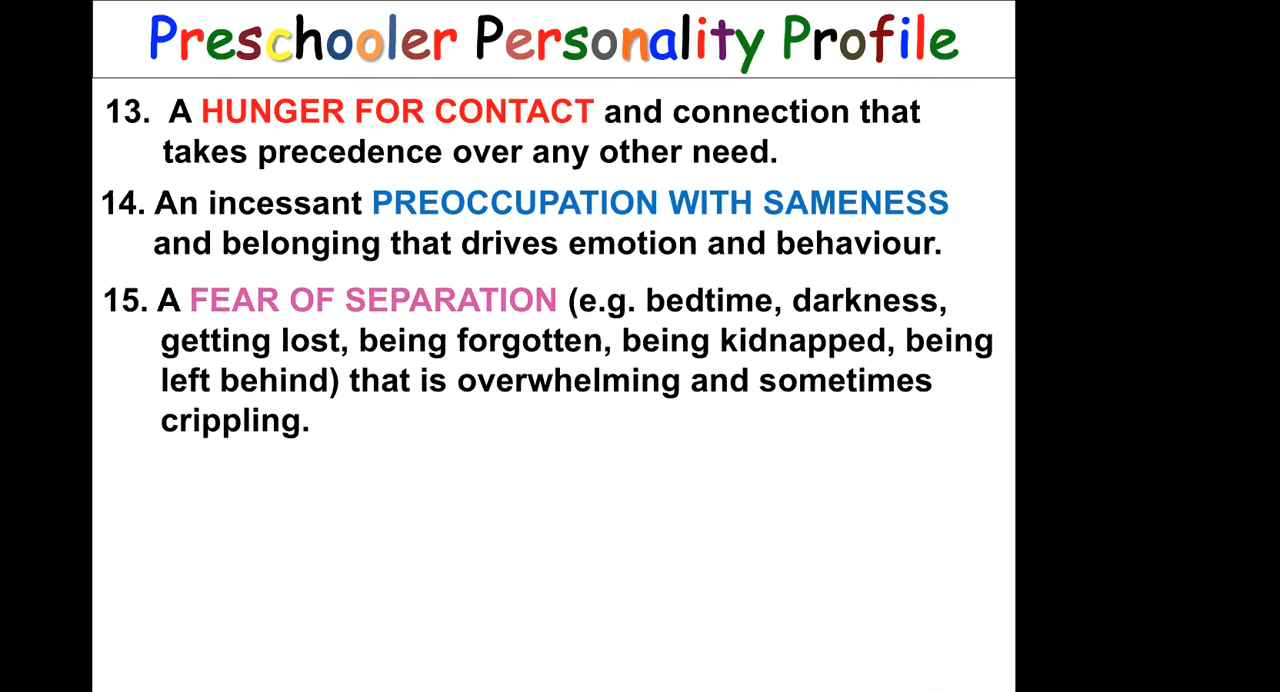 Preschooler Personality Profile
13. A HUNGER FOR CONTACT and connection that
takes precedence over any other need.
14. An incessant PREOCCUPATION WITH SAMENESS
and belonging that drives emotion and behaviour.
15. A FEAR OF SEPARATION (e.g. bedtime, darkness,
getting lost, being forgotten, being kidnapped, being
left behind) that is overwhelming and sometimes
crippling.